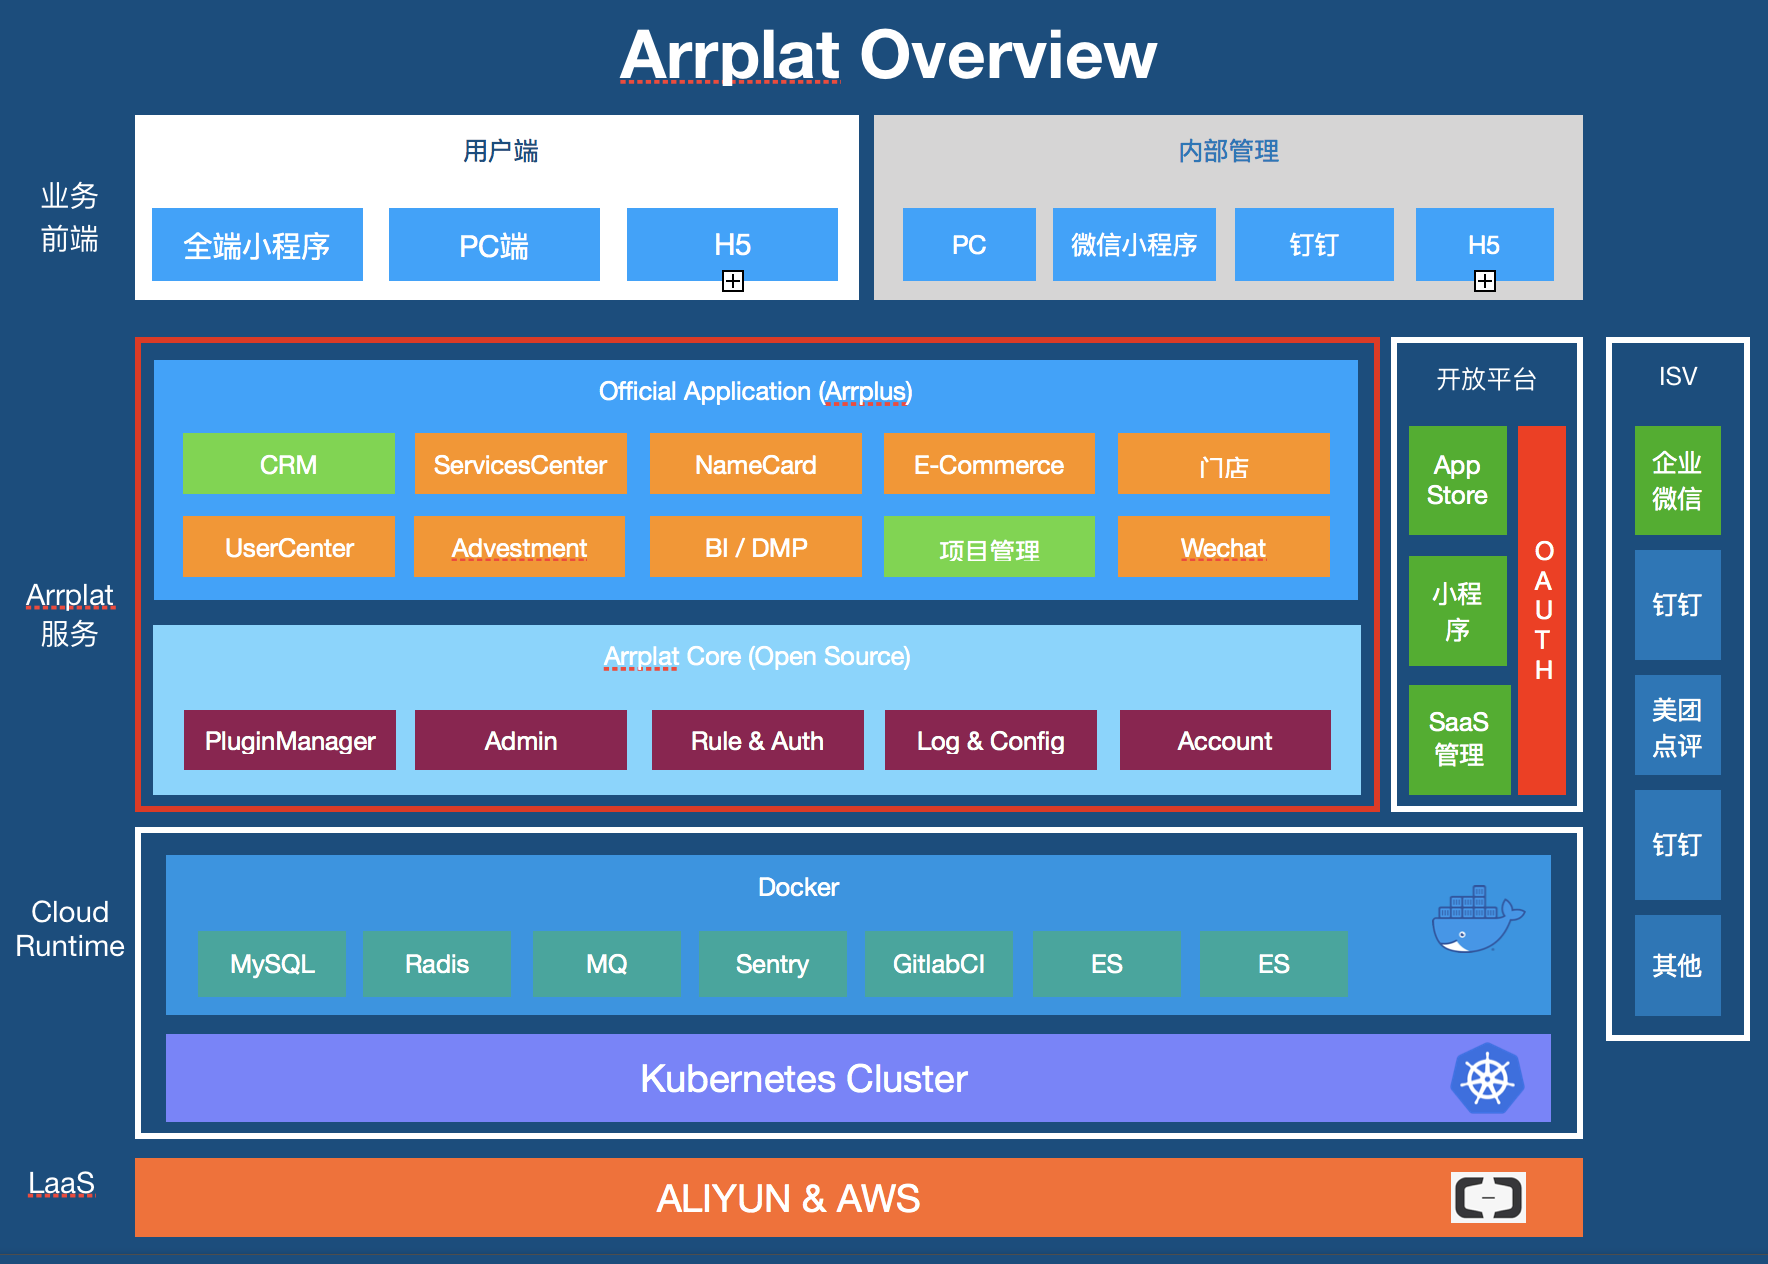 Arrplat Overview
业务
前端
用户端
全端小程序
PC端
H5
内部管理
PC
微信小程序
钉钉
H5
Arrplat
服务
Official Application (Arrplus)
CRM
ServicesCenter
NameCard
E-Commerce
门店
UserCenter
Advestment
BI / DMP
项目管理
Wechat
Arrplat Core (Open Source)
PluginManager
Admin
Rule & Auth
Log & Config
Account
开放平台
App
Store
小程
序
SaaS
管理
OAUTH
ISV
企业
微信
钉钉
美团
点评
钉钉
其他
Cloud
Runtime
Docker
MySQL
Radis
MQ
Sentry
GitlabCI
ES
ES
Kubernetes Cluster
LaaS
ALIYUN & AWS